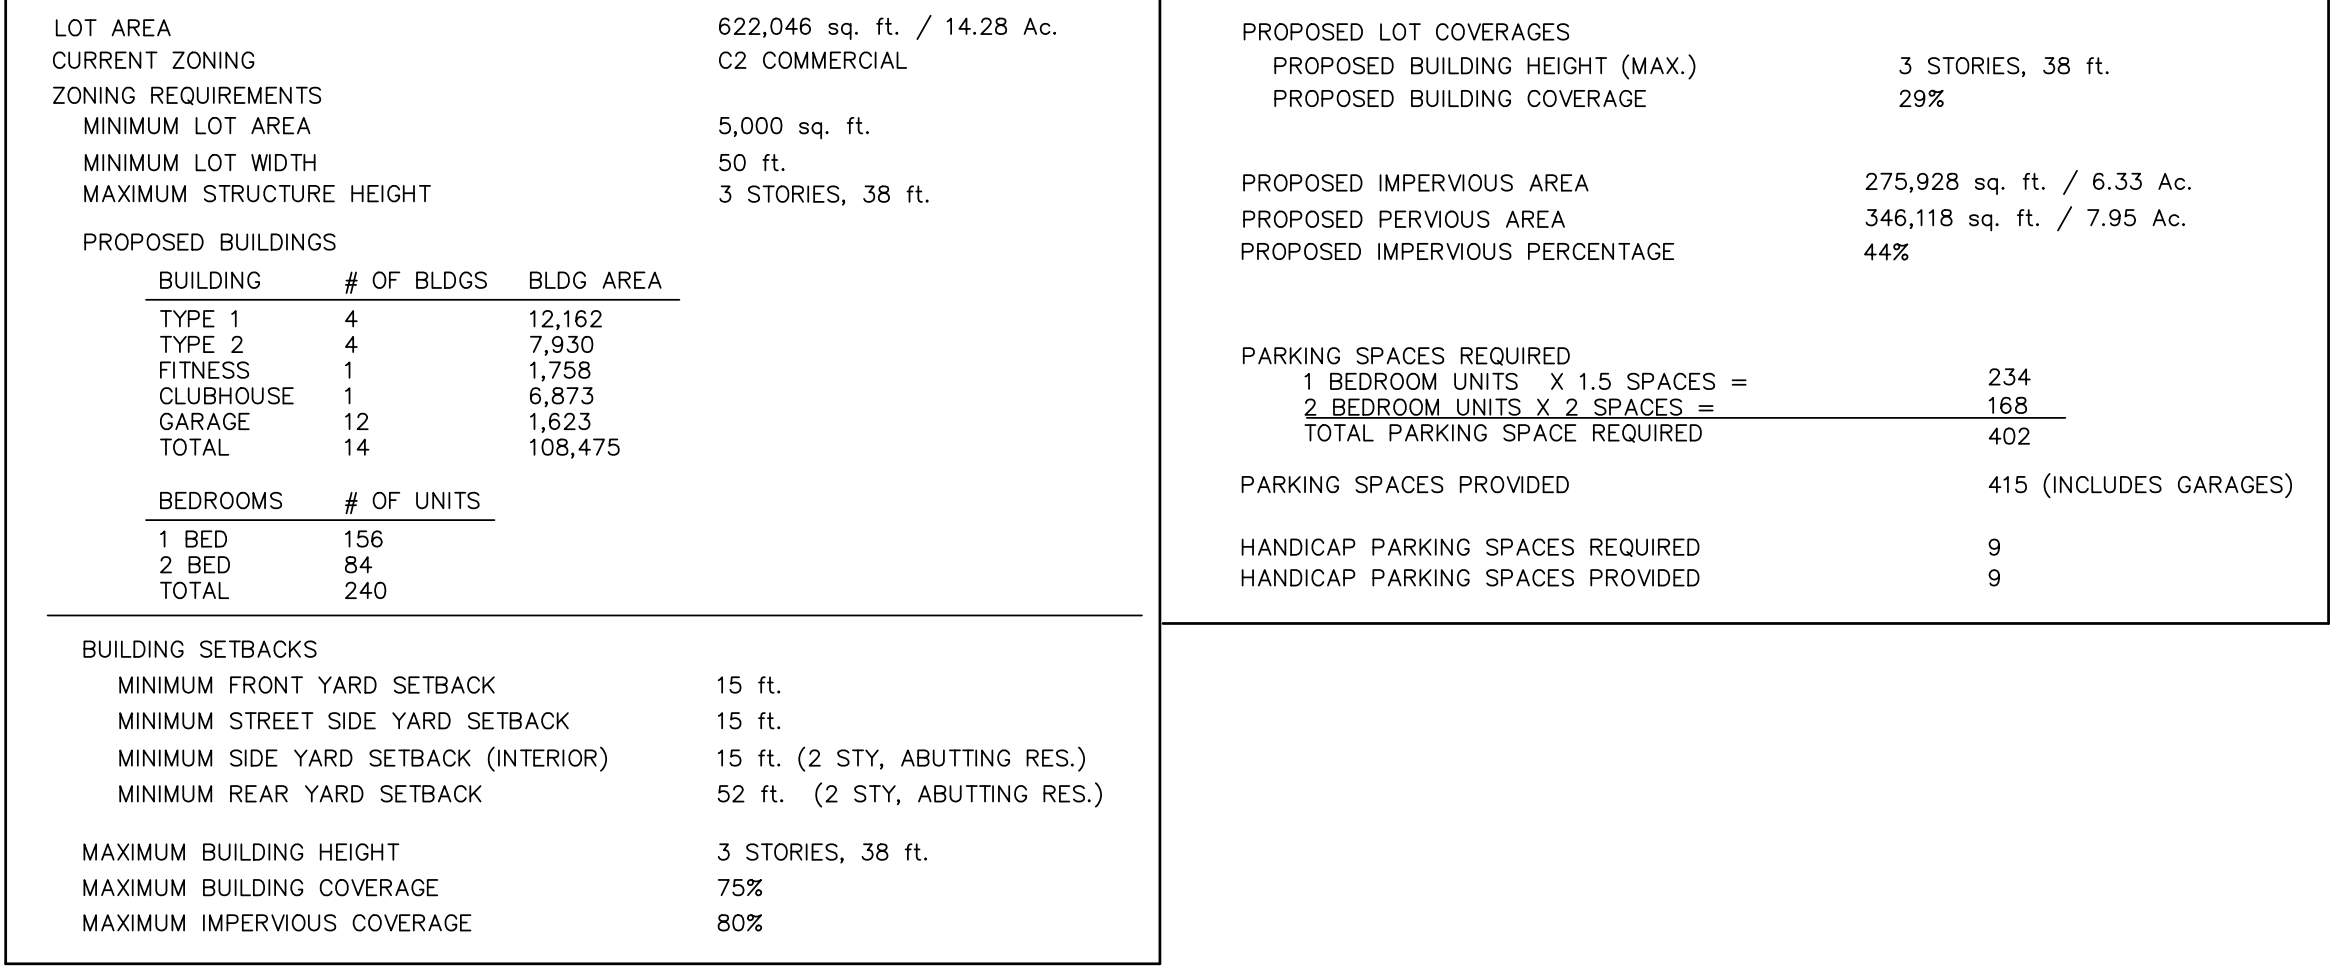 LOT AREA 622,046 sq. ft. / 14.28 Ac.
CURRENT ZONING C2 COMMERCIAL
ZONING REQUIREMENTS
MINIMUM LOT AREA 5,000 sq. ft.
MINIMUM LOT WIDTH 50 ft.
MAXIMUM STRUCTURE HEIGHT 3 STORIES, 38 ft.
PROPOSED BUILDINGS
BUILDING # OF BLDGS BLDG AREA
TYPE 1 4 12,162
TYPE 2 4 7,930
FITNESS 1 1,758
CLUBHOUSE 1 6,873
GARAGE 12 1,623
TOTAL 14 108,475
BEDROOMS # OF UNITS
1 BED 156
2 BED 84
TOTAL 240
BUILDING SETBACKS
MINIMUM FRONT YARD SETBACK 15 ft.
MINIMUM STREET SIDE YARD SETBACK 15 ft.
MINIMUM SIDE YARD SETBACK (INTERIOR) 15 ft. (2 STY, ABUTTING RES.)
MINIMUM REAR YARD SETBACK 52 ft. (2 STY, ABUTTING RES.)
MAXIMUM BUILDING HEIGHT 3 STORIES, 38 ft.
MAXIMUM BUILDING COVERAGE 75%
MAXIMUM IMPERVIOUS COVERAGE 80%
PROPOSED LOT COVERAGES
PROPOSED BUILDING HEIGHT (MAX.) 3 STORIES, 38 ft.
PROPOSED BUILDING COVERAGE 29%
PROPOSED IMPERVIOUS AREA 275,928 sq. ft. / 6.33 Ac.
PROPOSED PERVIOUS AREA 346,118 sq. ft. / 7.95 Ac.
PROPOSED IMPERVIOUS PERCENTAGE 44%
PARKING SPACES REQUIRED
1 BEDROOM UNITS X 1.5 SPACES = 234
2 BEDROOM UNITS X 2 SPACES = 168
TOTAL PARKING SPACE REQUIRED 402
PARKING SPACES PROVIDED 415 (INCLUDES GARAGES)
HANDICAP PARKING SPACES REQUIRED 9
HANDICAP PARKING SPACES PROVIDED 9